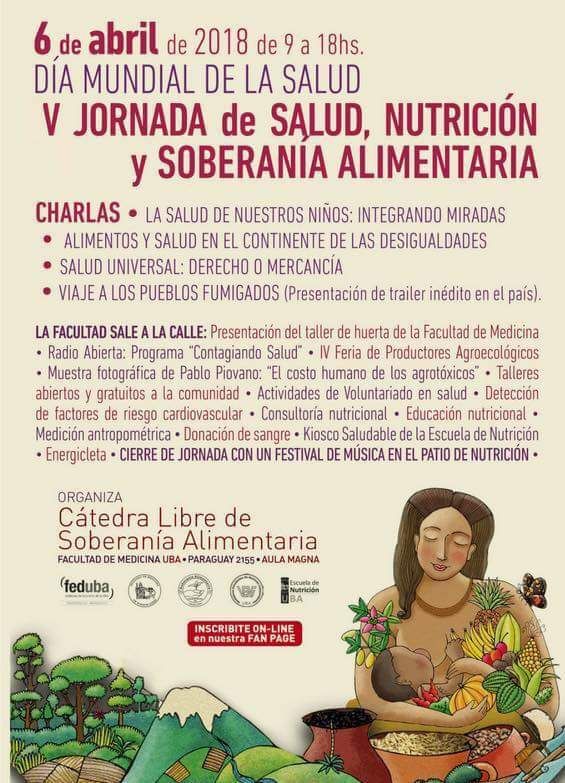 6 de abril de 2018 de 9 a 18hs.
DÍA MUNDIAL DE LA SALUD
V JORNADA de SALUD, NUTRICIÓN
y SOBERANÍA ALIMENTARIA
CHARLAS • LA SALUD DE NUESTROS NIÑOS: INTEGRANDO MIRADAS
• ALIMENTOS Y SALUD EN EL CONTINENTE DE LAS DESIGUALDADES
• SALUD UNIVERSAL: DERECHO O MERCANCÍA
• VIAJE A LOS PUEBLOS FUMIGADOS (Presentación de trailer inédito en el país).
LA FACULTAD SALE A LA CALLE: Presentación del taller de huerta de la Facultad de Medicina
• Radio Abierta: Programa “Contagiando Salud” • IV Feria de Productores Agroecológicos
• Muestra fotográfica de Pablo Piovano: “El costo humano de los agrotóxicos” • Talleres
abiertos y gratuitos a la comunidad • Actividades de Voluntariado en salud • Detección
de factores de riesgo cardiovascular • Consultoría nutricional • Educación nutricional •
Medición antropométrica • Donación de sangre • Kiosco Saludable de la Escuela de Nutrición
• Energicleta • CIERRE DE JORNADA CON UN FESTIVAL DE MÚSICA EN EL PATIO DE NUTRICIÓN •
ORGANIZA
Cátedra Libre de
Soberanía Alimentaria
FACULTAD DE MEDICINA UBA • PARAGUAY 2155 • AULA MAGNA
feduba
Escuela de
Nutrición
UBA
INSCRIBITE ON-LINE
en nuestra FAN PAGE